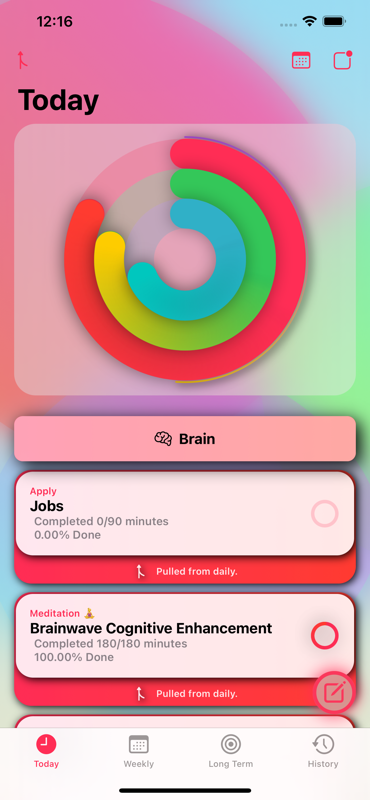 12:16
Today
Brain
Apply
Jobs
Completed 0/90 minutes
0.00% Done
Pulled from daily.
Meditation 🧘
Brainwave Cognitive Enhancement
Completed 180/180 minutes
100.00% Done
Pulled from daily.
Today
Weekly
Long Term
History